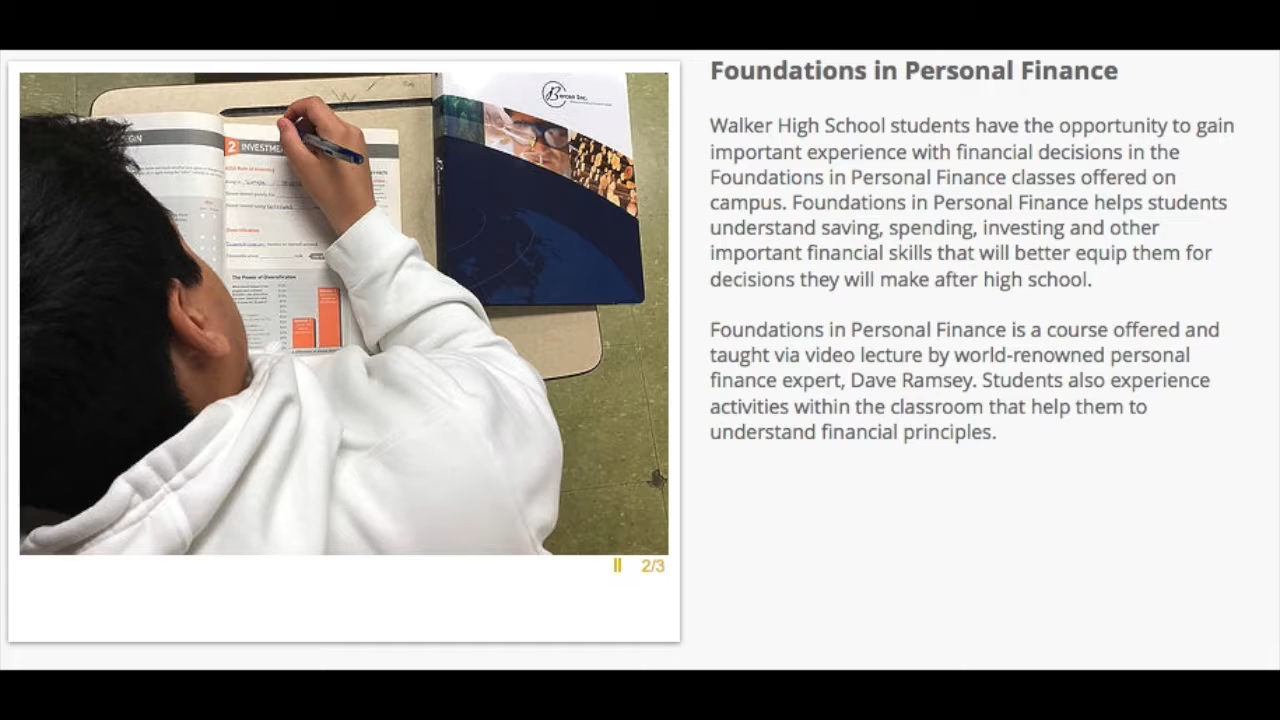 Foundations in Personal Finance
Walker High School students have the opportunity to gain
important experience with financial decisions in the
Foundations in Personal Finance classes offered on
campus. Foundations in Personal Finance helps students
understand saving, spending, investing and other
important financial skills that will better equip them for
decisions they will make after high school.
Foundations in Personal Finance is a course offered and
taught via video lecture by world-renowned personal
finance expert, Dave Ramsey. Students also experience
activities within the classroom that help them to
understand financial principles.
2 INVESTME
Diversification
The Power of Diversification
2/3